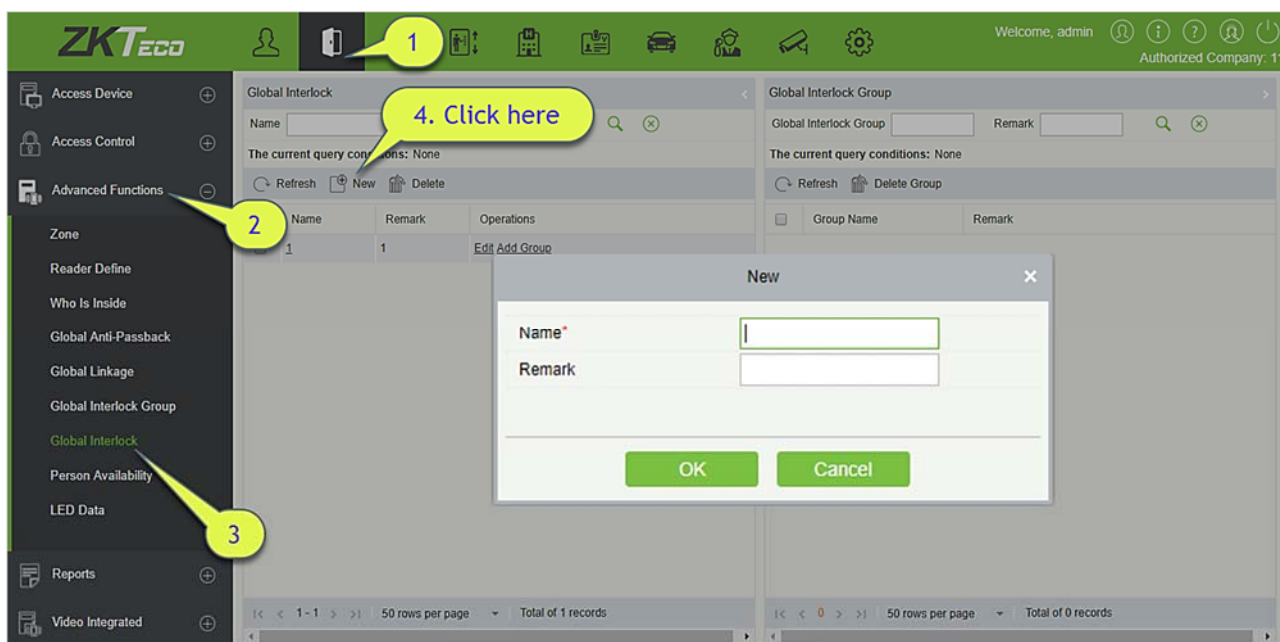 ZKTECO
1
Welcome, admin
Authorized Company: 1
Access Device
Access Control
Advanced Functions
2
Zone
Reader Define
Who Is Inside
Global Anti-Passback
Global Linkage
Global Interlock Group
Global Interlock
Person Availability
LED Data
3
Reports
Video Integrated
Global Interlock
4. Click here
Name
The current query conditions: None
Refresh New Delete
Name Remark Operations
1 1 Edit Add Group
1 - 1 50 rows per page Total of 1 records
Global Interlock Group
Global Interlock Group Remark
The current query conditions: None
Refresh Delete Group
Group Name Remark
0 50 rows per page Total of 0 records
New
Name*
Remark
OK Cancel